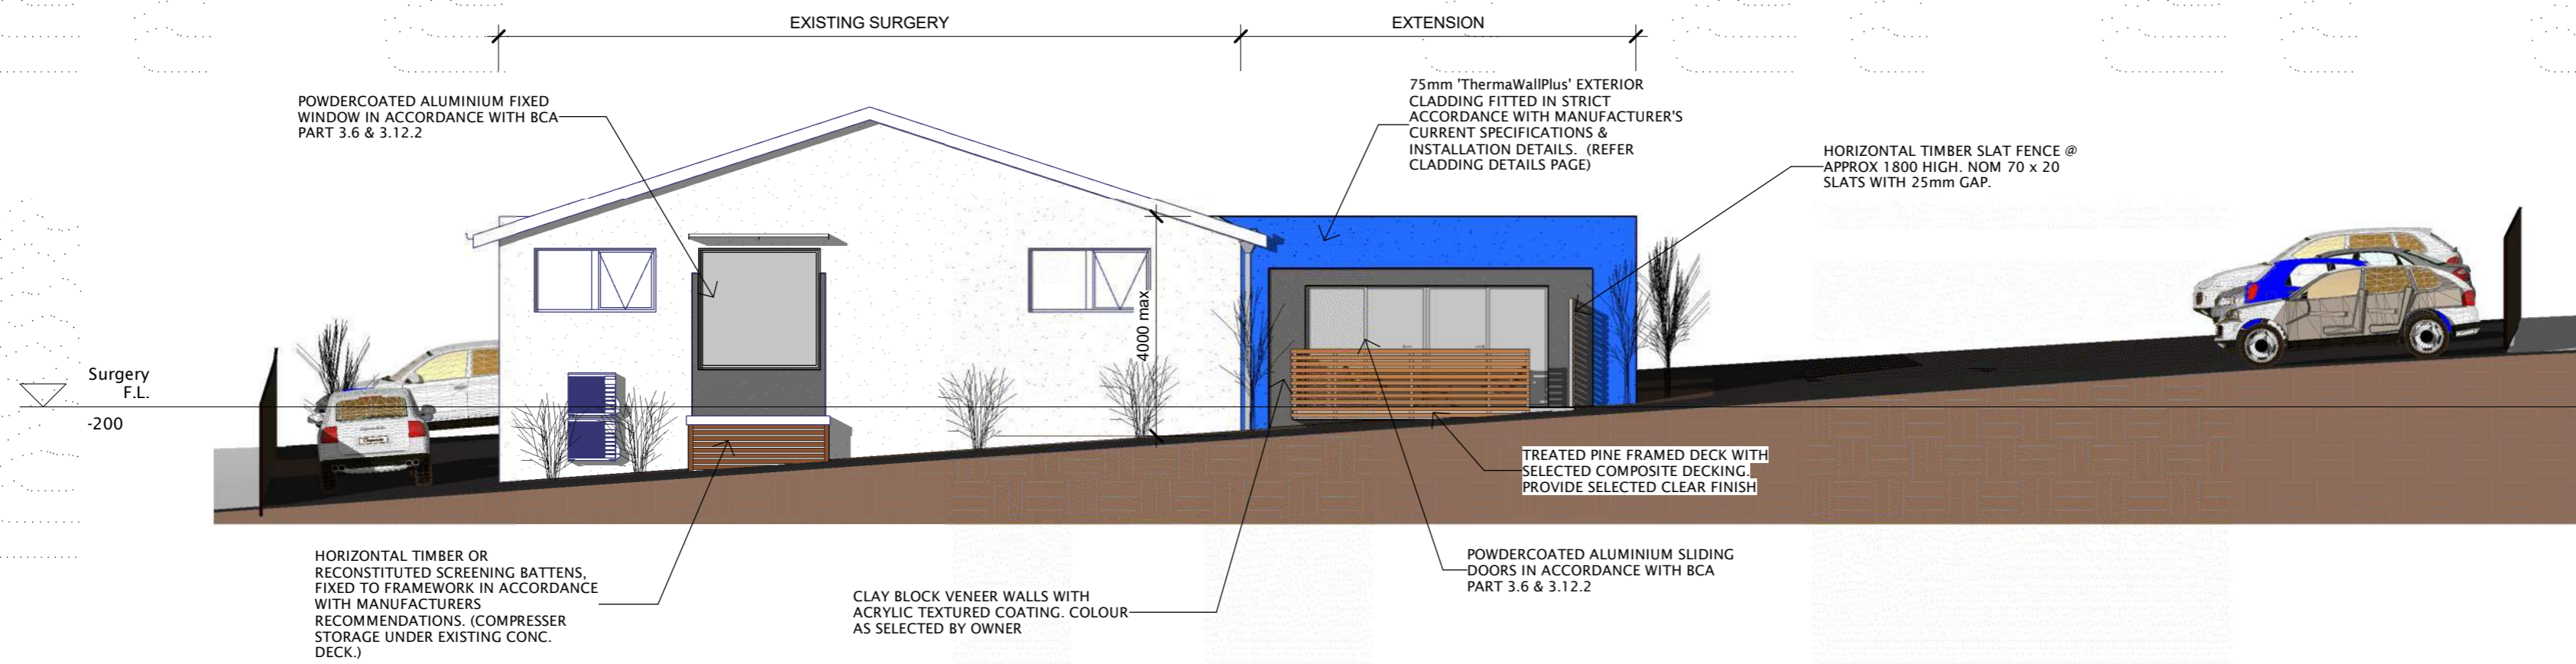 EXISTING SURGERY
EXTENSION
POWDERCOATED ALUMINIUM FIXED
WINDOW IN ACCORDANCE WITH BCA
PART 3.6 & 3.12.2
75mm 'ThermaWallPlus' EXTERIOR
CLADDING FITTED IN STRICT
ACCORDANCE WITH MANUFACTURER'S
CURRENT SPECIFICATIONS &
INSTALLATION DETAILS. (REFER
CLADDING DETAILS PAGE)
HORIZONTAL TIMBER SLAT FENCE @
APPROX 1800 HIGH. NOM 70 x 20
SLATS WITH 25mm GAP.
4000 max
Surgery
F.L.
-200
TREATED PINE FRAMED DECK WITH
SELECTED COMPOSITE DECKING.
PROVIDE SELECTED CLEAR FINISH
HORIZONTAL TIMBER OR
RECONSTITUTED SCREENING BATTENS,
FIXED TO FRAMEWORK IN ACCORDANCE
WITH MANUFACTURERS
RECOMMENDATIONS. (COMPRESSER
STORAGE UNDER EXISTING CONC.
DECK.)
CLAY BLOCK VENEER WALLS WITH
ACRYLIC TEXTURED COATING. COLOUR
AS SELECTED BY OWNER
POWDERCOATED ALUMINIUM SLIDING
DOORS IN ACCORDANCE WITH BCA
PART 3.6 & 3.12.2